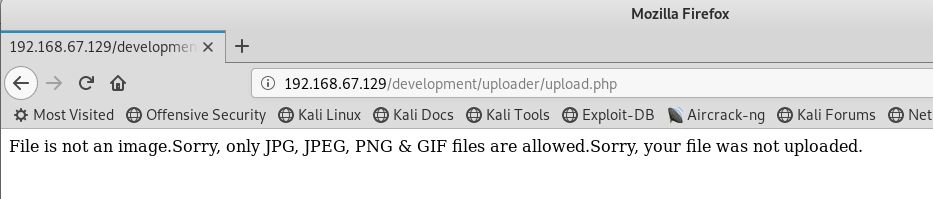 Mozilla Firefox
192.168.67.129/developmen
192.168.67.129/development/uploader/upload.php
Most Visited Offensive Security Kali Linux Kali Docs Kali Tools Exploit-DB Aircrack-ng Kali Forums Net
File is not an image.Sorry, only JPG, JPEG, PNG & GIF files are allowed.Sorry, your file was not uploaded.